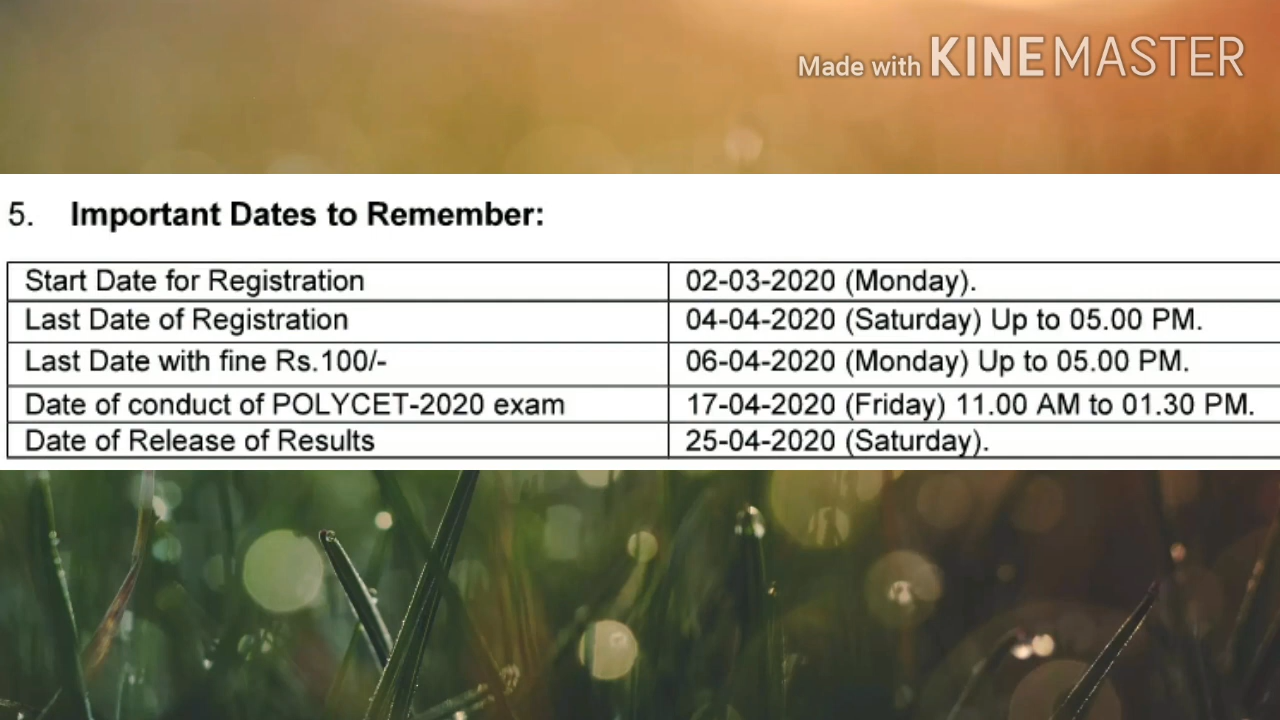 Made with KINEMASTER
5. Important Dates to Remember:
Start Date for Registration 02-03-2020 (Monday).
Last Date of Registration 04-04-2020 (Saturday) Up to 05.00 PM.
Last Date with fine Rs.100/- 06-04-2020 (Monday) Up to 05.00 PM.
Date of conduct of POLYCET-2020 exam 17-04-2020 (Friday) 11.00 AM to 01.30 PM.
Date of Release of Results 25-04-2020 (Saturday).